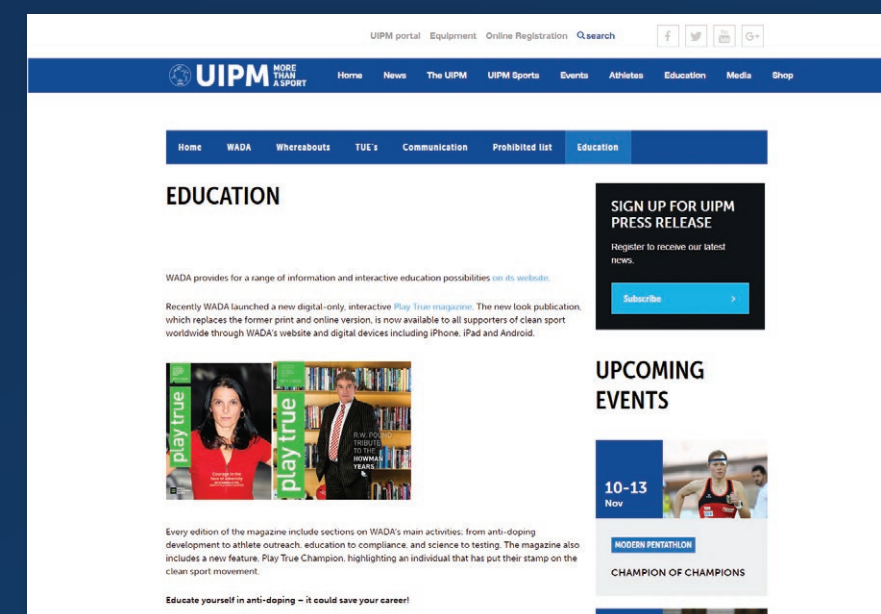 UIPM portal Equipment Online Registration search
UIPM MORE THAN A SPORT
Home News The UIPM UIPM Sports Events Athletes Education Media Shop
Home WADA Whereabouts TUE's Communication Prohibited list Education
EDUCATION
WADA provides for a range of information and interactive education possibilities on its website.
Recently WADA launched a new digital-only, interactive Play True magazine. The new look publication,
which replaces the former print and online version, is now available to all supporters of clean sport
worldwide through WADA's website and digital devices including iPhone, iPad and Android.
play true
Courage in the
face of adversity
play true
R.W. POUND
TRIBUTE
TO THE
HOWMAN
YEARS
Every edition of the magazine include sections on WADA's main activities; from anti-doping
development to athlete outreach, education to compliance, and science to testing. The magazine also
includes a new feature, Play True Champion, highlighting an individual that has put their stamp on the
clean sport movement.
Educate yourself in anti-doping – it could save your career!
SIGN UP FOR UIPM
PRESS RELEASE
Register to receive our latest
news.
Subscribe >
UPCOMING
EVENTS
10-13
Nov
MODERN PENTATHLON
CHAMPION OF CHAMPIONS